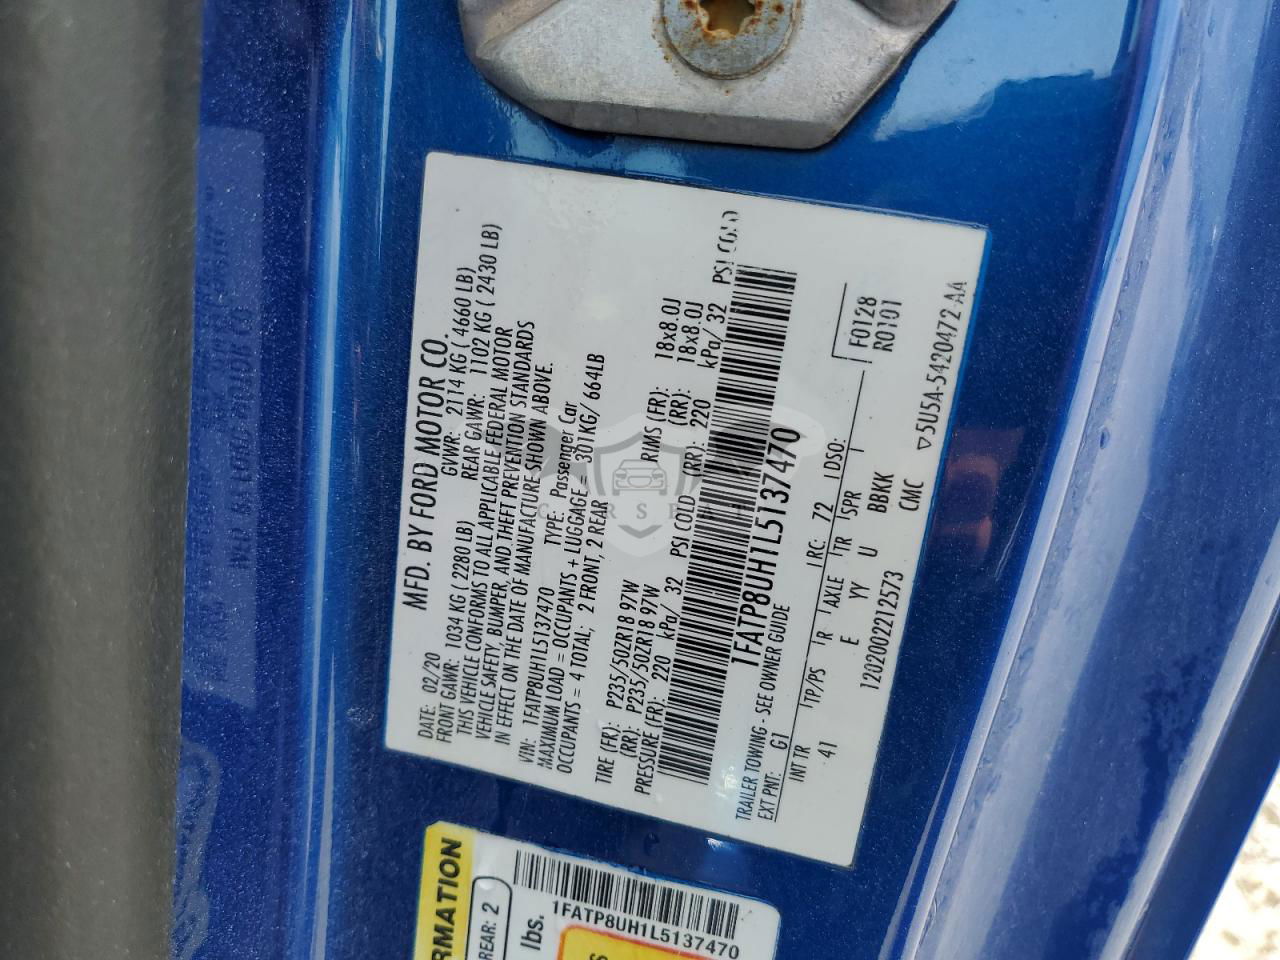 MFD. BY FORD MOTOR CO.
DATE: 02/20 GVWR: 2114 KG ( 4660 LB)
FRONT GAWR: 1034 KG ( 2280 LB) REAR GAWR: 1102 KG ( 2430 LB)
THIS VEHICLE CONFORMS TO ALL APPLICABLE FEDERAL MOTOR
VEHICLE SAFETY, BUMPER, AND THEFT PREVENTION STANDARDS
IN EFFECT ON THE DATE OF MANUFACTURE SHOWN ABOVE.
VIN: 1FATP8UH1L5137470 TYPE: Passenger Car
MAXIMUM LOAD = OCCUPANTS + LUGGAGE = 301KG/ 664LB
OCCUPANTS = 4 TOTAL, 2 FRONT, 2 REAR
TIRE (FR): P235/50ZR18 97W RIMS (FR): 18x8.0J
(RR): P235/50ZR18 97W (RR): 18x8.0J
PRESSURE (FR): 220 kPa/ 32 PSI COLD (RR): 220 kPa/ 32 PSI COLD
1FATP8UH1L5137470
TRAILER TOWING - SEE OWNER GUIDE
EXT PNT: G1 RC: 72 DSO: F0128
R0101
INT TR TP/PS R AXLE TR SPR
41 E YY U BBKK
12020022212573 CMC ▽5U5A-5420472-AA
RMATION
REAR: 2
lbs.
1FATP8UH1L5137470